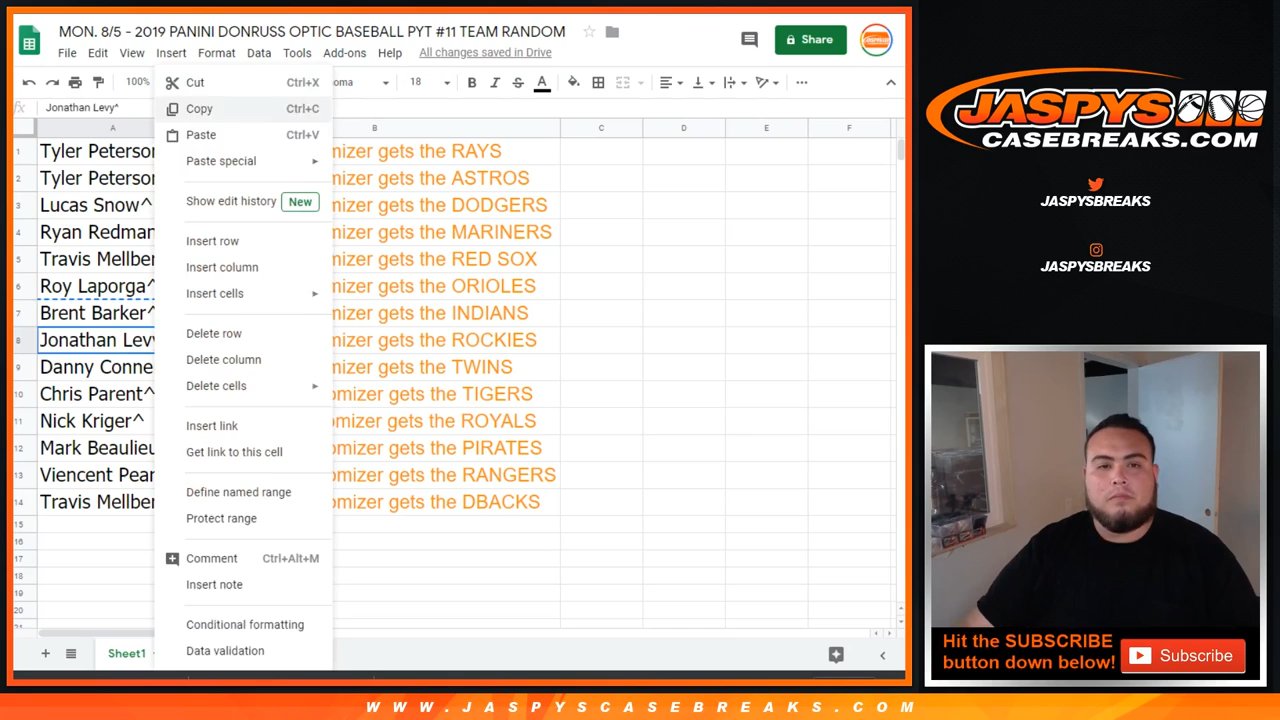 MON. 8/5 - 2019 PANINI DONRUSS OPTIC BASEBALL PYT #11 TEAM RANDOM
File Edit View Insert Format Data Tools Add-ons Help All changes saved in Drive
Share
100% 18 B I S A
fx Jonathan Levy^
A B C D E F
1 Tyler Peterson mizer gets the RAYS
2 Tyler Peterson mizer gets the ASTROS
3 Lucas Snow^ mizer gets the DODGERS
4 Ryan Redman mizer gets the MARINERS
5 Travis Mellber mizer gets the RED SOX
6 Roy Laporga^ mizer gets the ORIOLES
7 Brent Barker^ mizer gets the INDIANS
8 Jonathan Levy mizer gets the ROCKIES
9 Danny Conne mizer gets the TWINS
10 Chris Parent^ omizer gets the TIGERS
11 Nick Kriger^ omizer gets the ROYALS
12 Mark Beaulieu omizer gets the PIRATES
13 Viencent Pear omizer gets the RANGERS
14 Travis Mellber omizer gets the DBACKS
15
16
17
18
19
20
Cut Ctrl+X
Copy Ctrl+C
Paste Ctrl+V
Paste special
Show edit history New
Insert row
Insert column
Insert cells
Delete row
Delete column
Delete cells
Insert link
Get link to this cell
Define named range
Protect range
Comment Ctrl+Alt+M
Insert note
Conditional formatting
Data validation
Sheet1
JASPYS
CASEBREAKS.COM
JASPYSBREAKS
JASPYSBREAKS
Hit the SUBSCRIBE
button down below!
Subscribe
WWW.JASPYSCASEBREAKS.COM